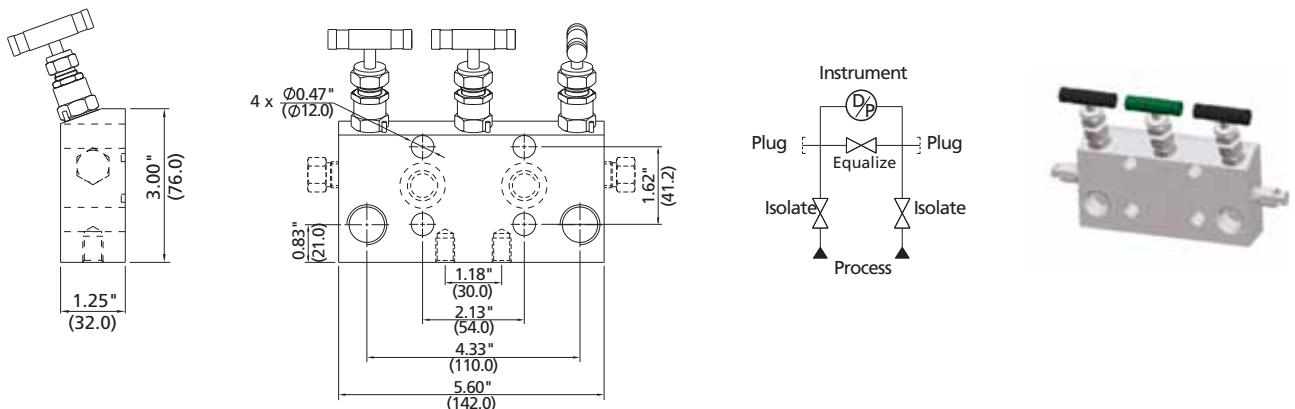 3.00"
(76.0)
1.25"
(32.0)
4 x Ø0.47"
(Ø12.0)
1.62"
(41.2)
0.83"
(21.0)
1.18"
(30.0)
2.13"
(54.0)
4.33"
(110.0)
5.60"
(142.0)
Instrument
D/P
Plug
Plug
Equalize
Isolate
Isolate
Process